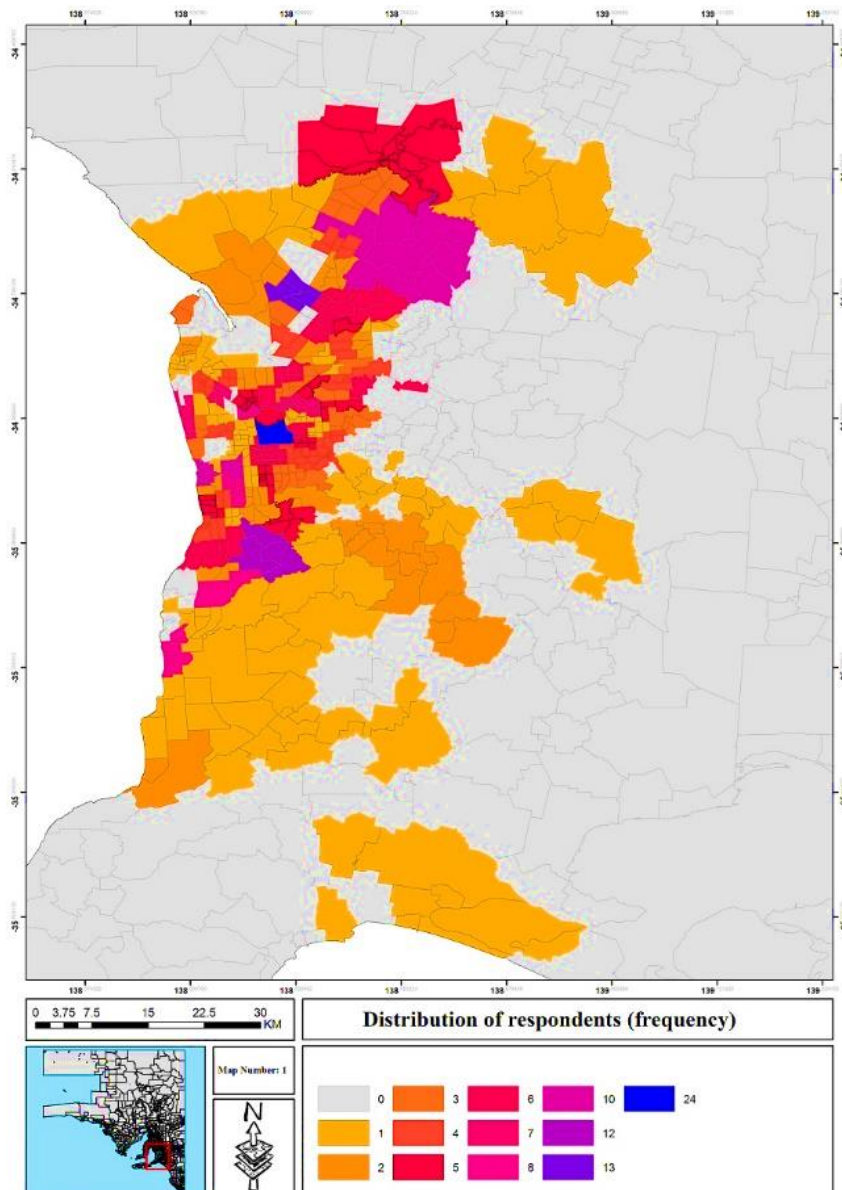 138 138 138 138 138 139 139 139
-34
-34
-34
-34
-35
-35
-35
-35
138 138 138 138 138 139 139 139
0 3.75 7.5 15 22.5 30
KM
Distribution of respondents (frequency)
Map Number: 1
N
0 3 6 10 24
1 4 7 12
2 5 8 13